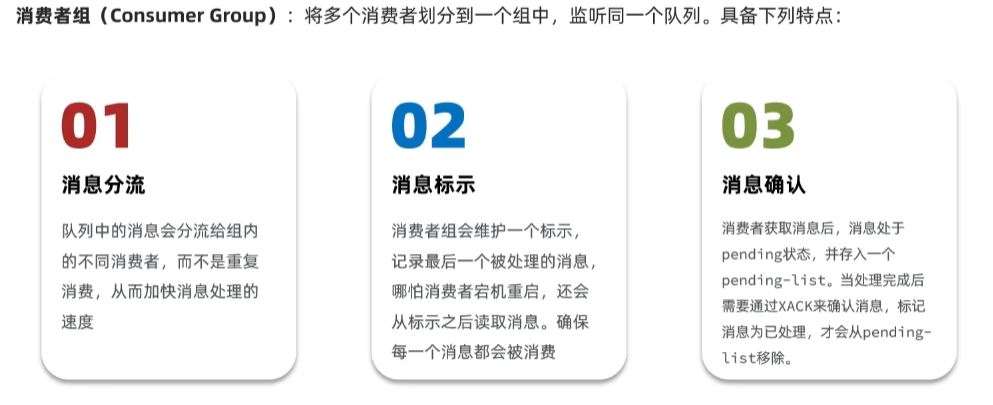 消费者组（Consumer Group）：将多个消费者划分到一个组中，监听同一个队列。具备下列特点：
01
消息分流
队列中的消息会分流给组内
的不同消费者，而不是重复
消费，从而加快消息处理的
速度
02
消息标示
消费者组会维护一个标示，
记录最后一个被处理的消息，
哪怕消费者宕机重启，还会
从标示之后读取消息。确保
每一个消息都会被消费
03
消息确认
消费者获取消息后，消息处于
pending状态，并存入一个
pending-list。当处理完成后
需要通过XACK来确认消息，标记
消息为已处理，才会从pending-
list移除。